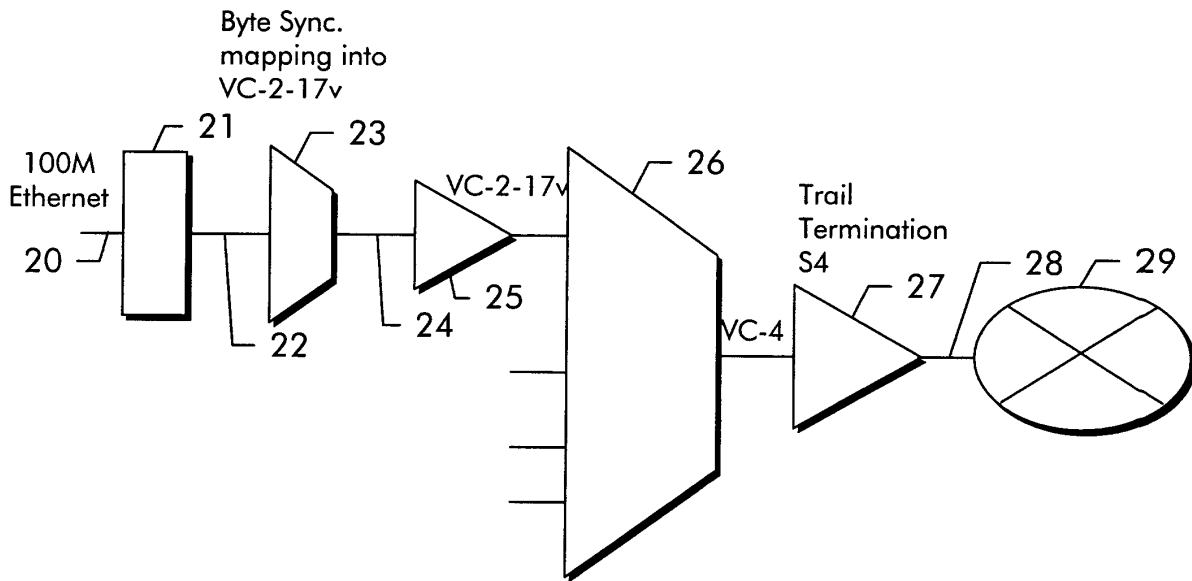 Byte Sync.
mapping into
VC-2-17v
21
23
100M
Ethernet
VC-2-17v
26
Trail
Termination
S4
20
22
24
25
VC-4
27
28
29